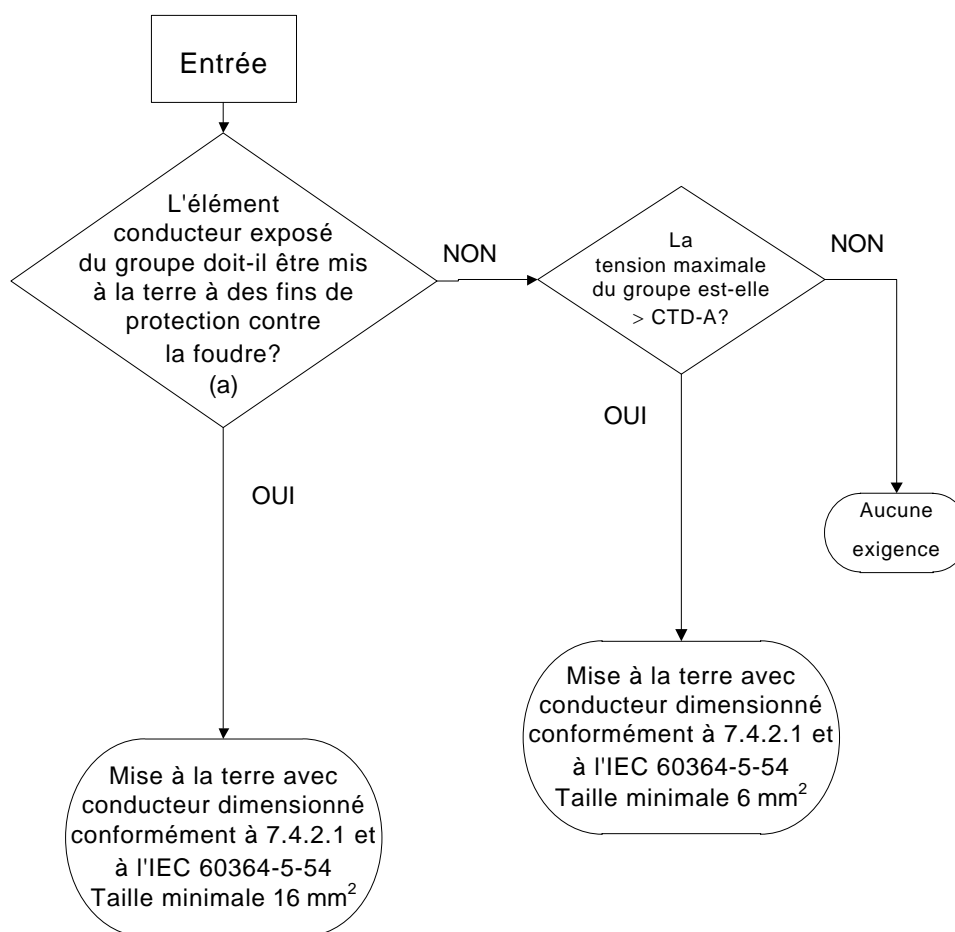 Entrée
L'élément
conducteur exposé
du groupe doit-il être mis
à la terre à des fins de
protection contre
la foudre?
(a)
NON
La
tension maximale
du groupe est-elle
> CTD-A?
NON
OUI
OUI
Aucune
exigence
Mise à la terre avec
conducteur dimensionné
conformément à 7.4.2.1 et
à l'IEC 60364-5-54
Taille minimale 6 mm²
Mise à la terre avec
conducteur dimensionné
conformément à 7.4.2.1 et
à l'IEC 60364-5-54
Taille minimale 16 mm²